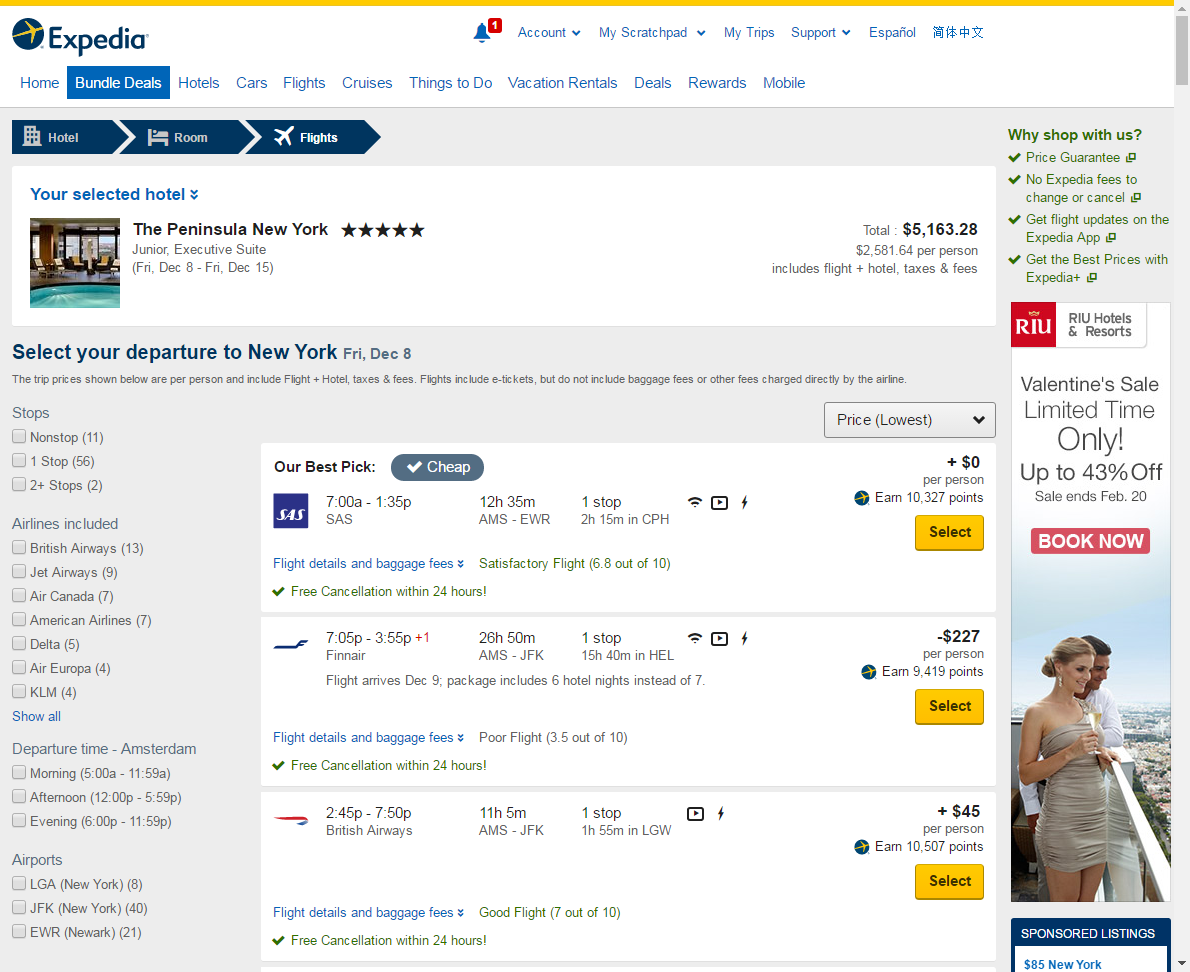 Expedia
1
Account
My Scratchpad
My Trips
Support
Español
简体中文
Home
Bundle Deals
Hotels
Cars
Flights
Cruises
Things to Do
Vacation Rentals
Deals
Rewards
Mobile
Hotel
Room
Flights
Your selected hotel
The Peninsula New York
Junior, Executive Suite
(Fri, Dec 8 - Fri, Dec 15)
Total : $5,163.28
$2,581.64 per person
includes flight + hotel, taxes & fees
Select your departure to New York Fri, Dec 8
The trip prices shown below are per person and include Flight + Hotel, taxes & fees. Flights include e-tickets, but do not include baggage fees or other fees charged directly by the airline.
Stops
Nonstop (11)
1 Stop (56)
2+ Stops (2)
Airlines included
British Airways (13)
Jet Airways (9)
Air Canada (7)
American Airlines (7)
Delta (5)
Air Europa (4)
KLM (4)
Show all
Departure time - Amsterdam
Morning (5:00a - 11:59a)
Afternoon (12:00p - 5:59p)
Evening (6:00p - 11:59p)
Airports
LGA (New York) (8)
JFK (New York) (40)
EWR (Newark) (21)
Price (Lowest)
Our Best Pick:
Cheap
SAS
7:00a - 1:35p
SAS
12h 35m
AMS - EWR
1 stop
2h 15m in CPH
+ $0
per person
Earn 10,327 points
Select
Flight details and baggage fees
Satisfactory Flight (6.8 out of 10)
Free Cancellation within 24 hours!
7:05p - 3:55p +1
Finnair
26h 50m
AMS - JFK
1 stop
15h 40m in HEL
Flight arrives Dec 9; package includes 6 hotel nights instead of 7.
-$227
per person
Earn 9,419 points
Select
Flight details and baggage fees
Poor Flight (3.5 out of 10)
Free Cancellation within 24 hours!
2:45p - 7:50p
British Airways
11h 5m
AMS - JFK
1 stop
1h 55m in LGW
+ $45
per person
Earn 10,507 points
Select
Flight details and baggage fees
Good Flight (7 out of 10)
Free Cancellation within 24 hours!
Why shop with us?
Price Guarantee
No Expedia fees to
change or cancel
Get flight updates on the
Expedia App
Get the Best Prices with
Expedia+
RIU
RIU Hotels
& Resorts
Valentine's Sale
Limited Time
Only!
Up to 43% Off
Sale ends Feb. 20
BOOK NOW
SPONSORED LISTINGS
$85 New York